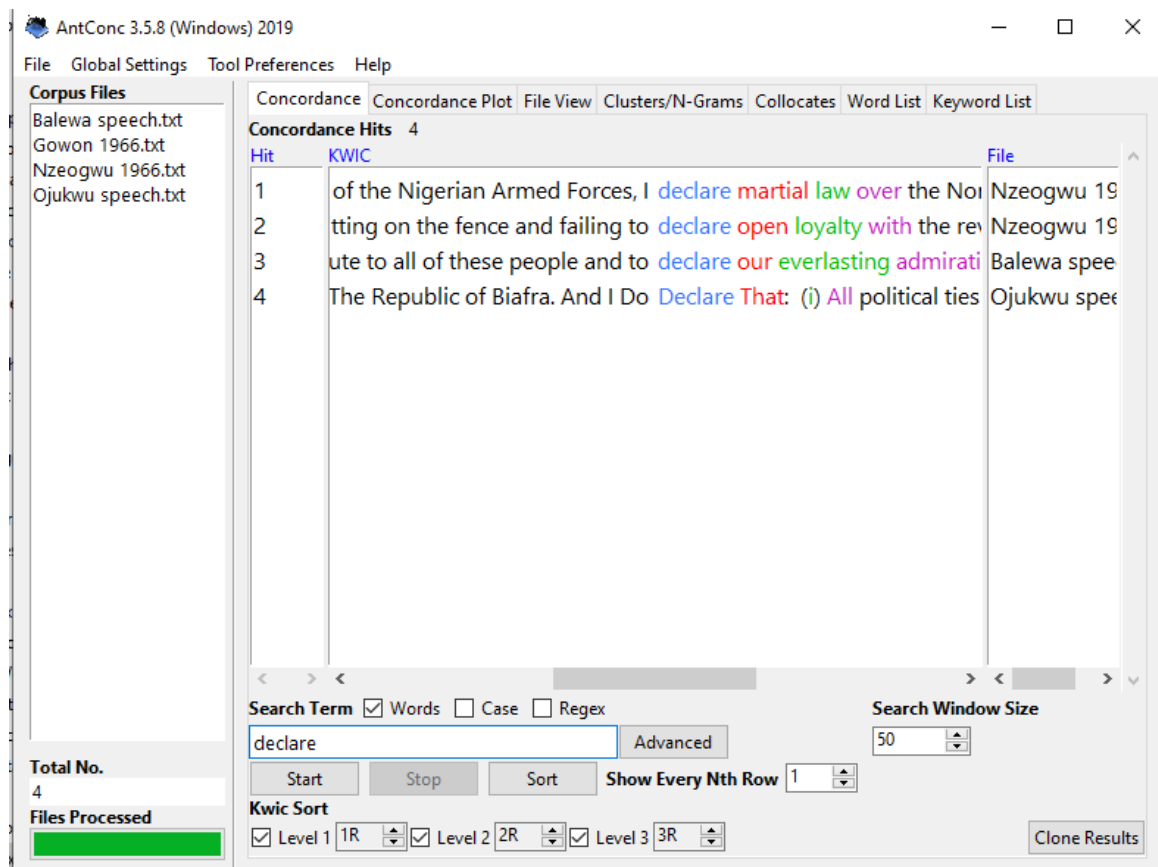 AntConc 3.5.8 (Windows) 2019
File Global Settings Tool Preferences Help
Corpus Files
Balewa speech.txt
Gowon 1966.txt
Nzeogwu 1966.txt
Ojukwu speech.txt
Total No.
4
Files Processed
Concordance Concordance Plot File View Clusters/N-Grams Collocates Word List Keyword List
Concordance Hits 4
Hit KWIC File
1 of the Nigerian Armed Forces, I declare martial law over the Nor Nzeogwu 19
2 tting on the fence and failing to declare open loyalty with the rev Nzeogwu 19
3 ute to all of these people and to declare our everlasting admirati Balewa spee
4 The Republic of Biafra. And I Do Declare That: (i) All political ties Ojukwu spee
Search Term Words Case Regex Search Window Size
declare Advanced 50
Start Stop Sort Show Every Nth Row 1
Kwic Sort
Level 1 1R Level 2 2R Level 3 3R Clone Results